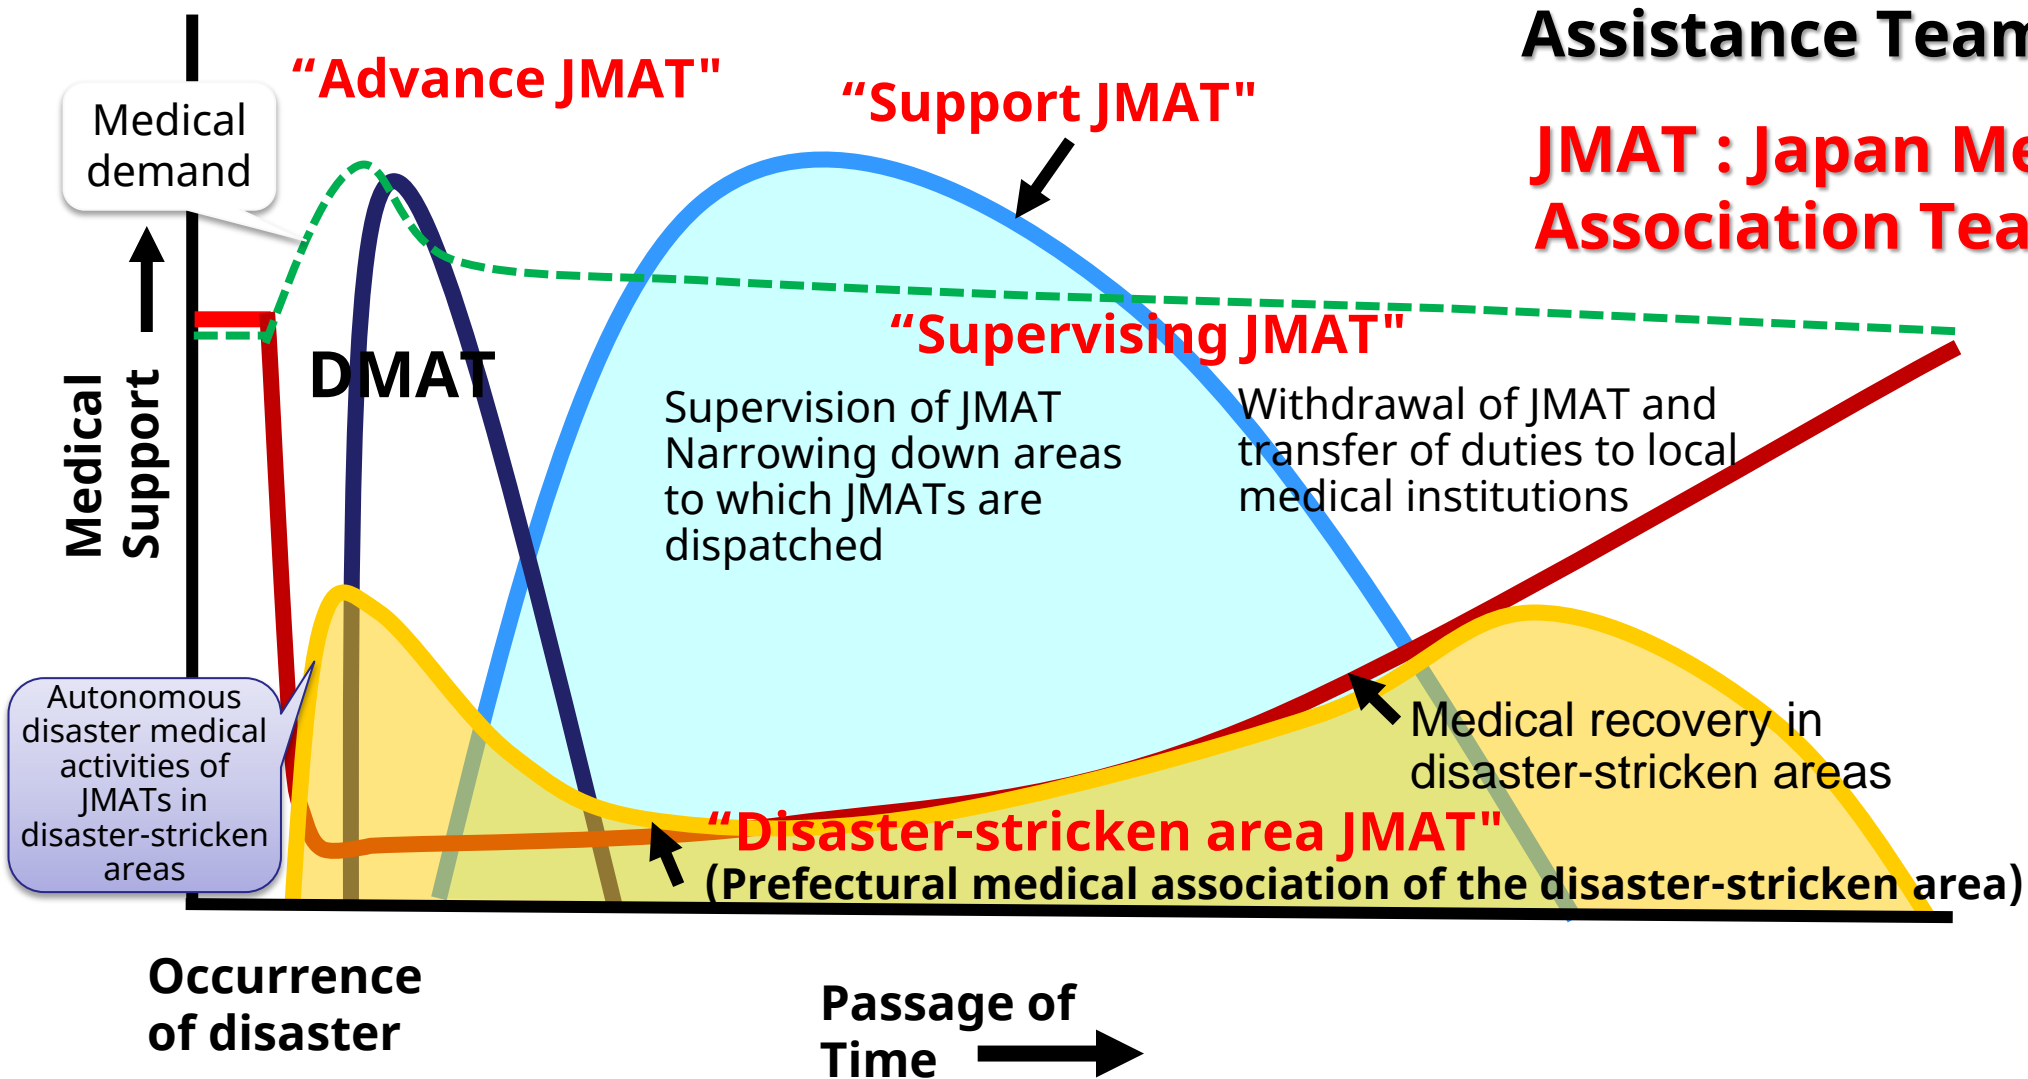 Assistance Team
“Advance JMAT"
“Support JMAT"
Medical
demand
JMAT : Japan Me
Association Tea
“Supervising JMAT"
DMAT
Medical
Support
Supervision of JMAT
Narrowing down areas
to which JMATs are
dispatched
Withdrawal of JMAT and
transfer of duties to local
medical institutions
Autonomous
disaster medical
activities of
JMATs in
disaster-stricken
areas
Medical recovery in
disaster-stricken areas
“Disaster-stricken area JMAT"
(Prefectural medical association of the disaster-stricken area)
Occurrence
of disaster
Passage of
Time